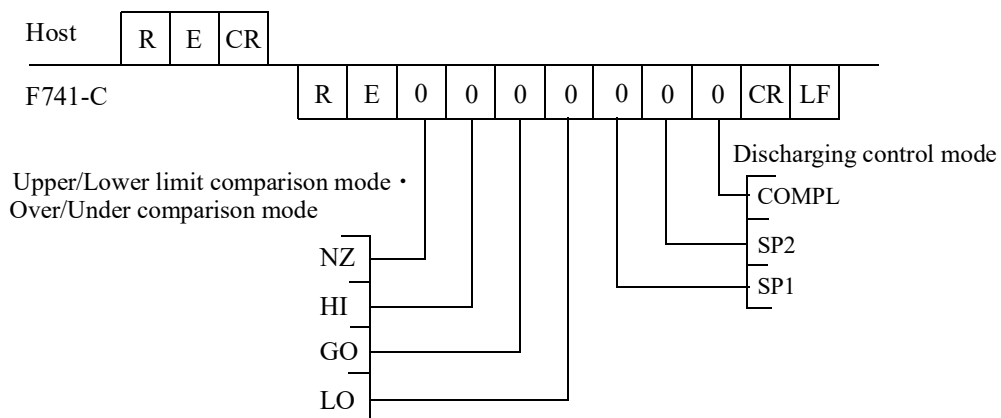 Host R E CR
F741-C R E 0 0 0 0 0 0 0 CR LF
Discharging control mode
Upper/Lower limit comparison mode・
Over/Under comparison mode
COMPL
SP2
SP1
NZ
HI
GO
LO